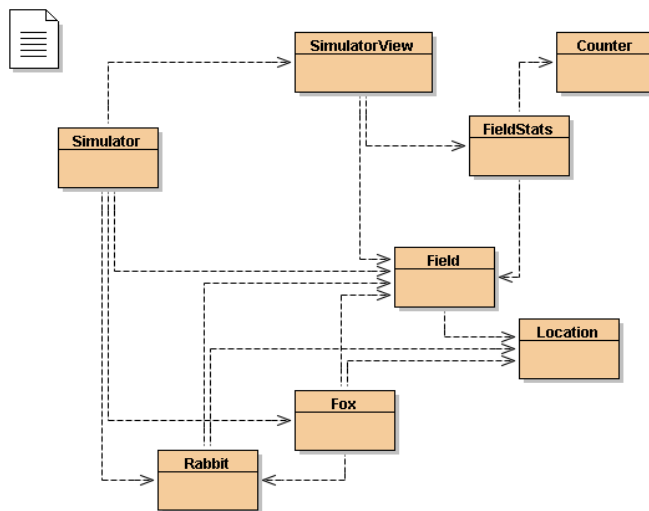 SimulatorView
Counter
Simulator
FieldStats
Field
Location
Fox
Rabbit